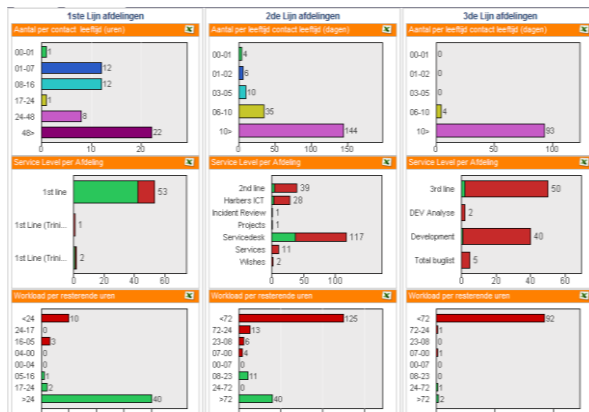 1ste Lijn afdelingen
Aantal per contact leeftijd (uren)
00-01 1
01-07 12
08-16 12
17-24 1
24-48 8
48> 22
0 10 20
Service Level per Afdeling
1st line 53
1st Line (Trini... 1
1st Line (Trini... 2
0 20 40 60
Workload per resterende uren
<24 10
24-17 0
16-05 3
04-00 0
00-04 0
05-16 1
17-24 2
>24 40
2de Lijn afdelingen
Aantal per contact leeftijd (dagen)
00-01 4
01-02 6
03-05 10
06-10 35
10> 144
0 50 100 150
Service Level per Afdeling
2nd line 39
Harbers ICT 28
Incident Review 1
Projects 1
Servicedesk 117
Services 11
Wishes 2
0 50 100
Workload per resterende uren
<72 125
72-24 13
23-08 6
07-00 4
00-07 0
08-23 11
24-72 0
>72 40
3de Lijn afdelingen
Aantal per contact leeftijd (dagen)
00-01 0
01-02 0
03-05 0
06-10 4
10> 93
0 50 100
Service Level per Afdeling
3rd line 50
DEV Analyse 2
Development 40
Total buglist 5
0 20 40 60
Workload per resterende uren
<72 92
72-24 1
23-08 0
07-00 1
00-07 0
08-23 0
24-72 1
>72 2